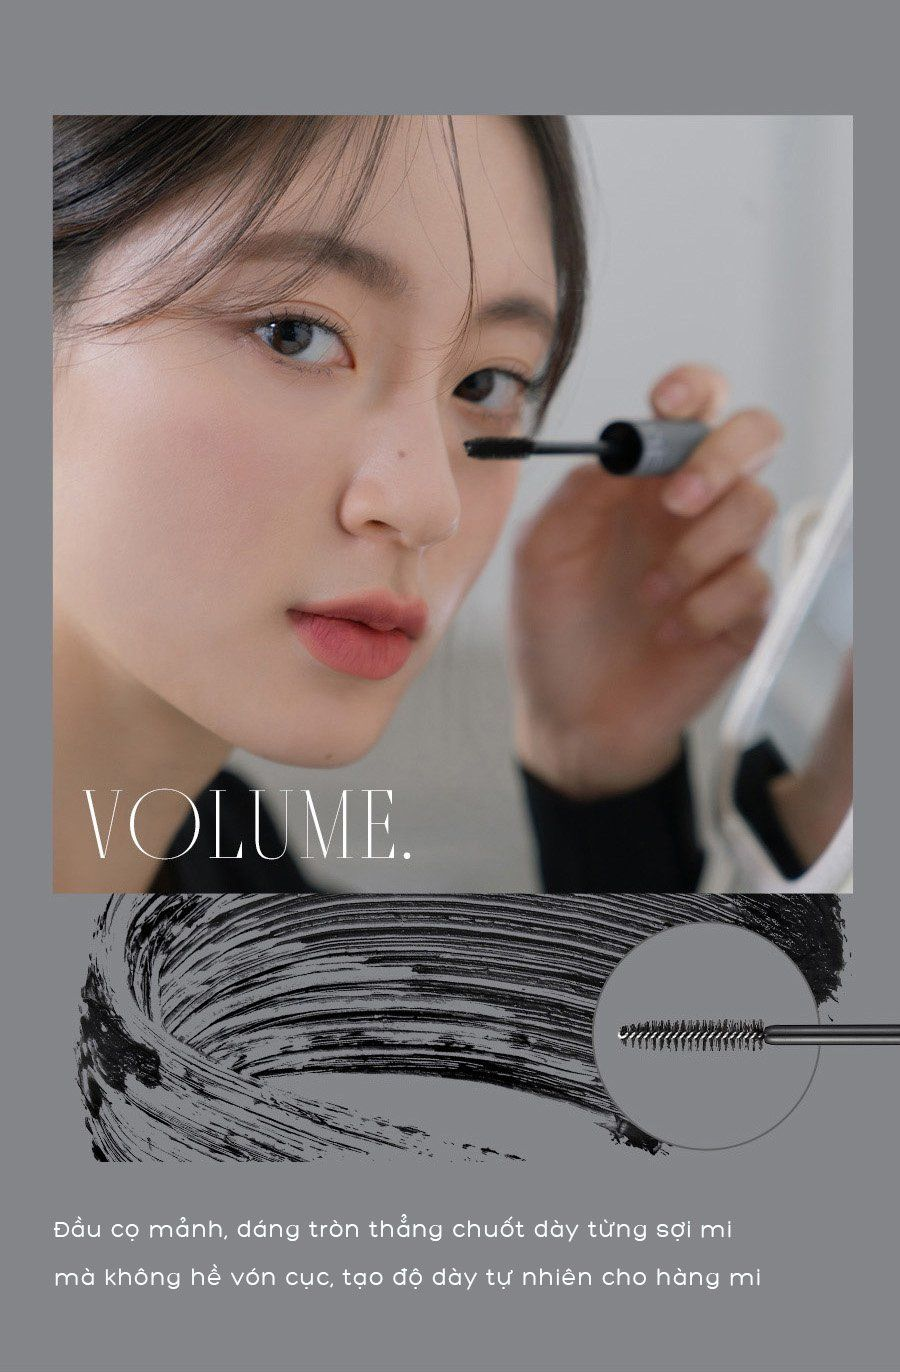 VOLUME.
Đầu cọ mảnh, dáng tròn thẳng chuốt dày từng sợi mi
mà không hề vón cục, tạo độ dày tự nhiên cho hàng mi